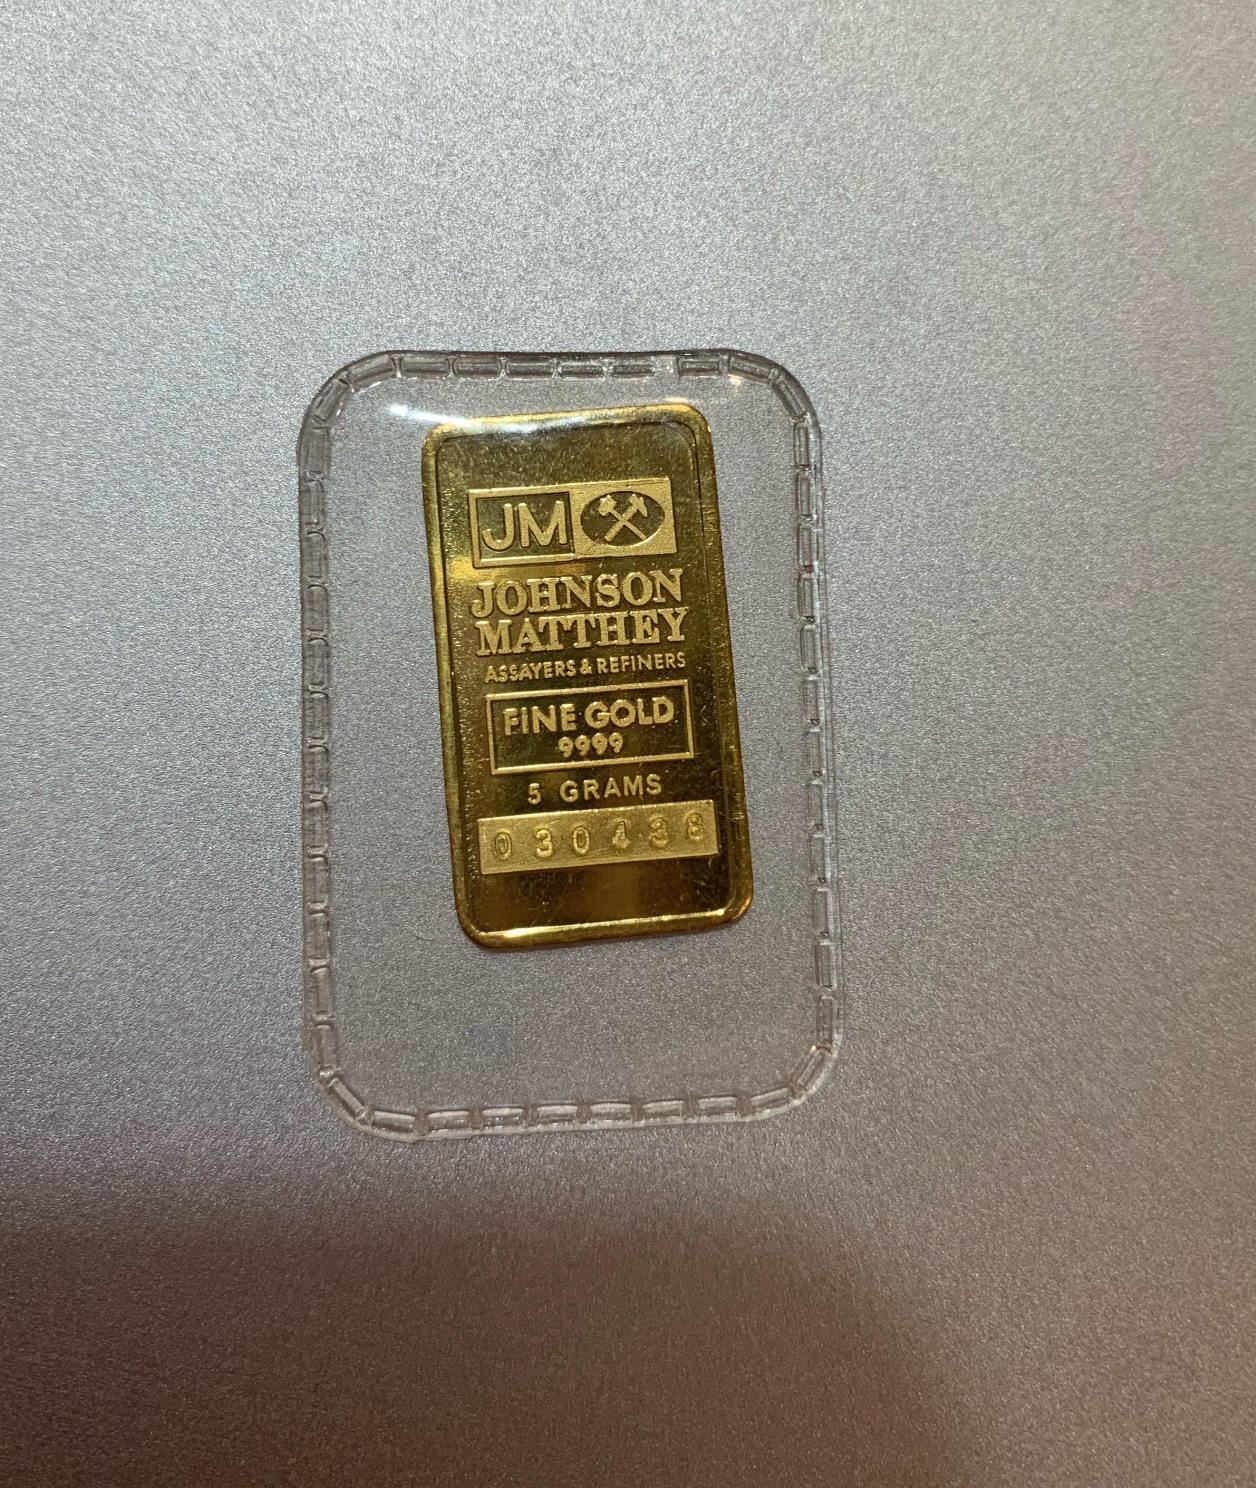 JM
JOHNSON
MATTHEY
ASSAYERS & REFINERS
FINE GOLD
9999
5 GRAMS
030438